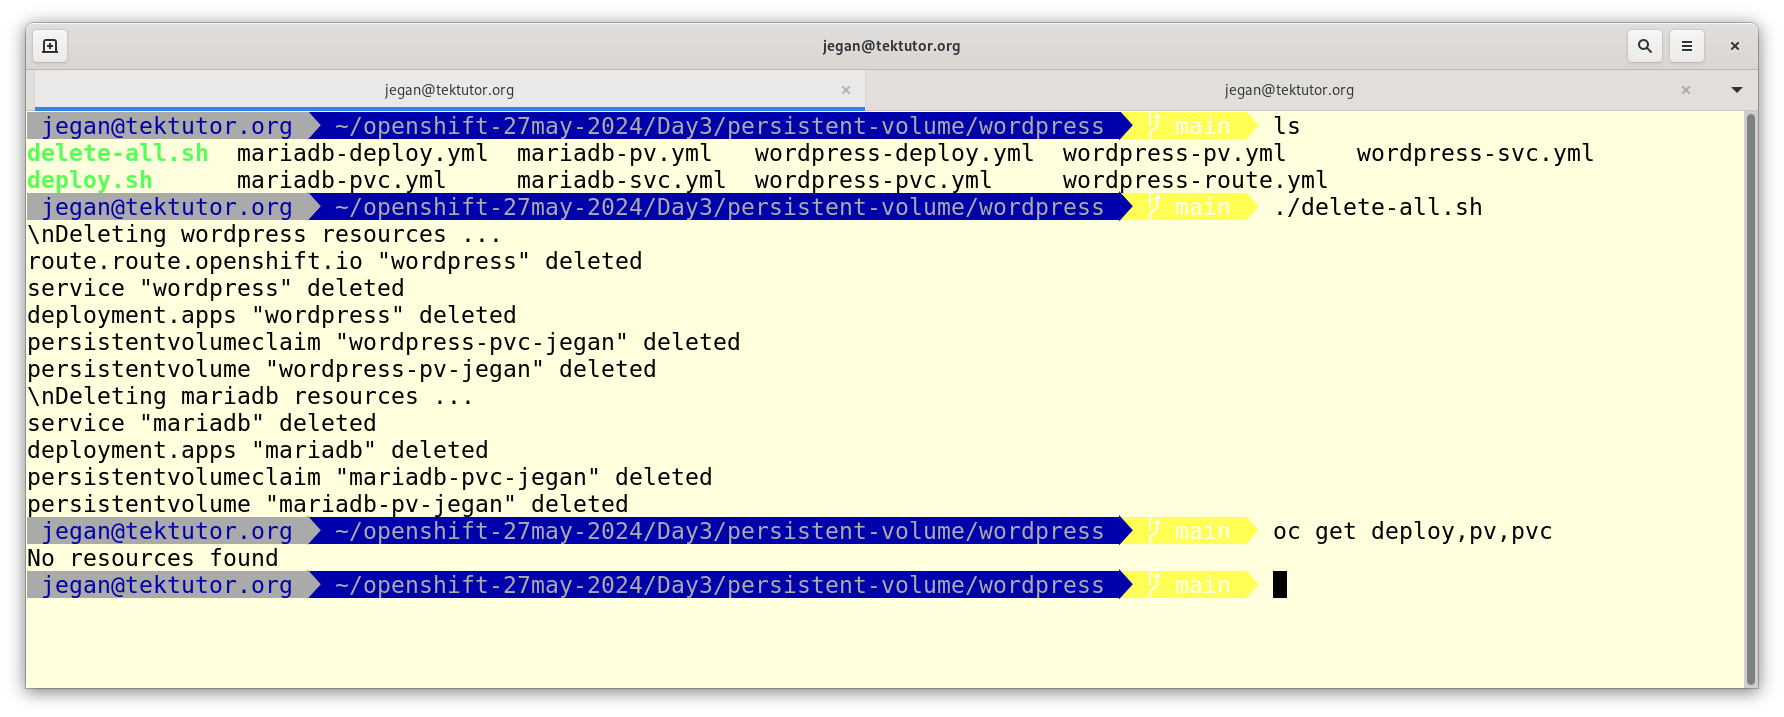 jegan@tektutor.org
jegan@tektutor.org jegan@tektutor.org
jegan@tektutor.org ~/openshift-27may-2024/Day3/persistent-volume/wordpress main ls
delete-all.sh mariadb-deploy.yml mariadb-pv.yml wordpress-deploy.yml wordpress-pv.yml wordpress-svc.yml
deploy.sh mariadb-pvc.yml mariadb-svc.yml wordpress-pvc.yml wordpress-route.yml
jegan@tektutor.org ~/openshift-27may-2024/Day3/persistent-volume/wordpress main ./delete-all.sh
\nDeleting wordpress resources ...
route.route.openshift.io "wordpress" deleted
service "wordpress" deleted
deployment.apps "wordpress" deleted
persistentvolumeclaim "wordpress-pvc-jegan" deleted
persistentvolume "wordpress-pv-jegan" deleted
\nDeleting mariadb resources ...
service "mariadb" deleted
deployment.apps "mariadb" deleted
persistentvolumeclaim "mariadb-pvc-jegan" deleted
persistentvolume "mariadb-pv-jegan" deleted
jegan@tektutor.org ~/openshift-27may-2024/Day3/persistent-volume/wordpress main oc get deploy,pv,pvc
No resources found
jegan@tektutor.org ~/openshift-27may-2024/Day3/persistent-volume/wordpress main